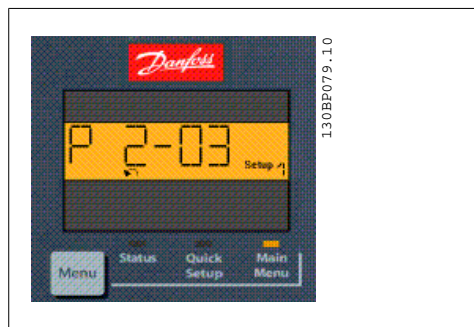 Danfoss
130BP079.10
P 2-03
Setup 1
Menu
Status
Quick Setup
Main Menu